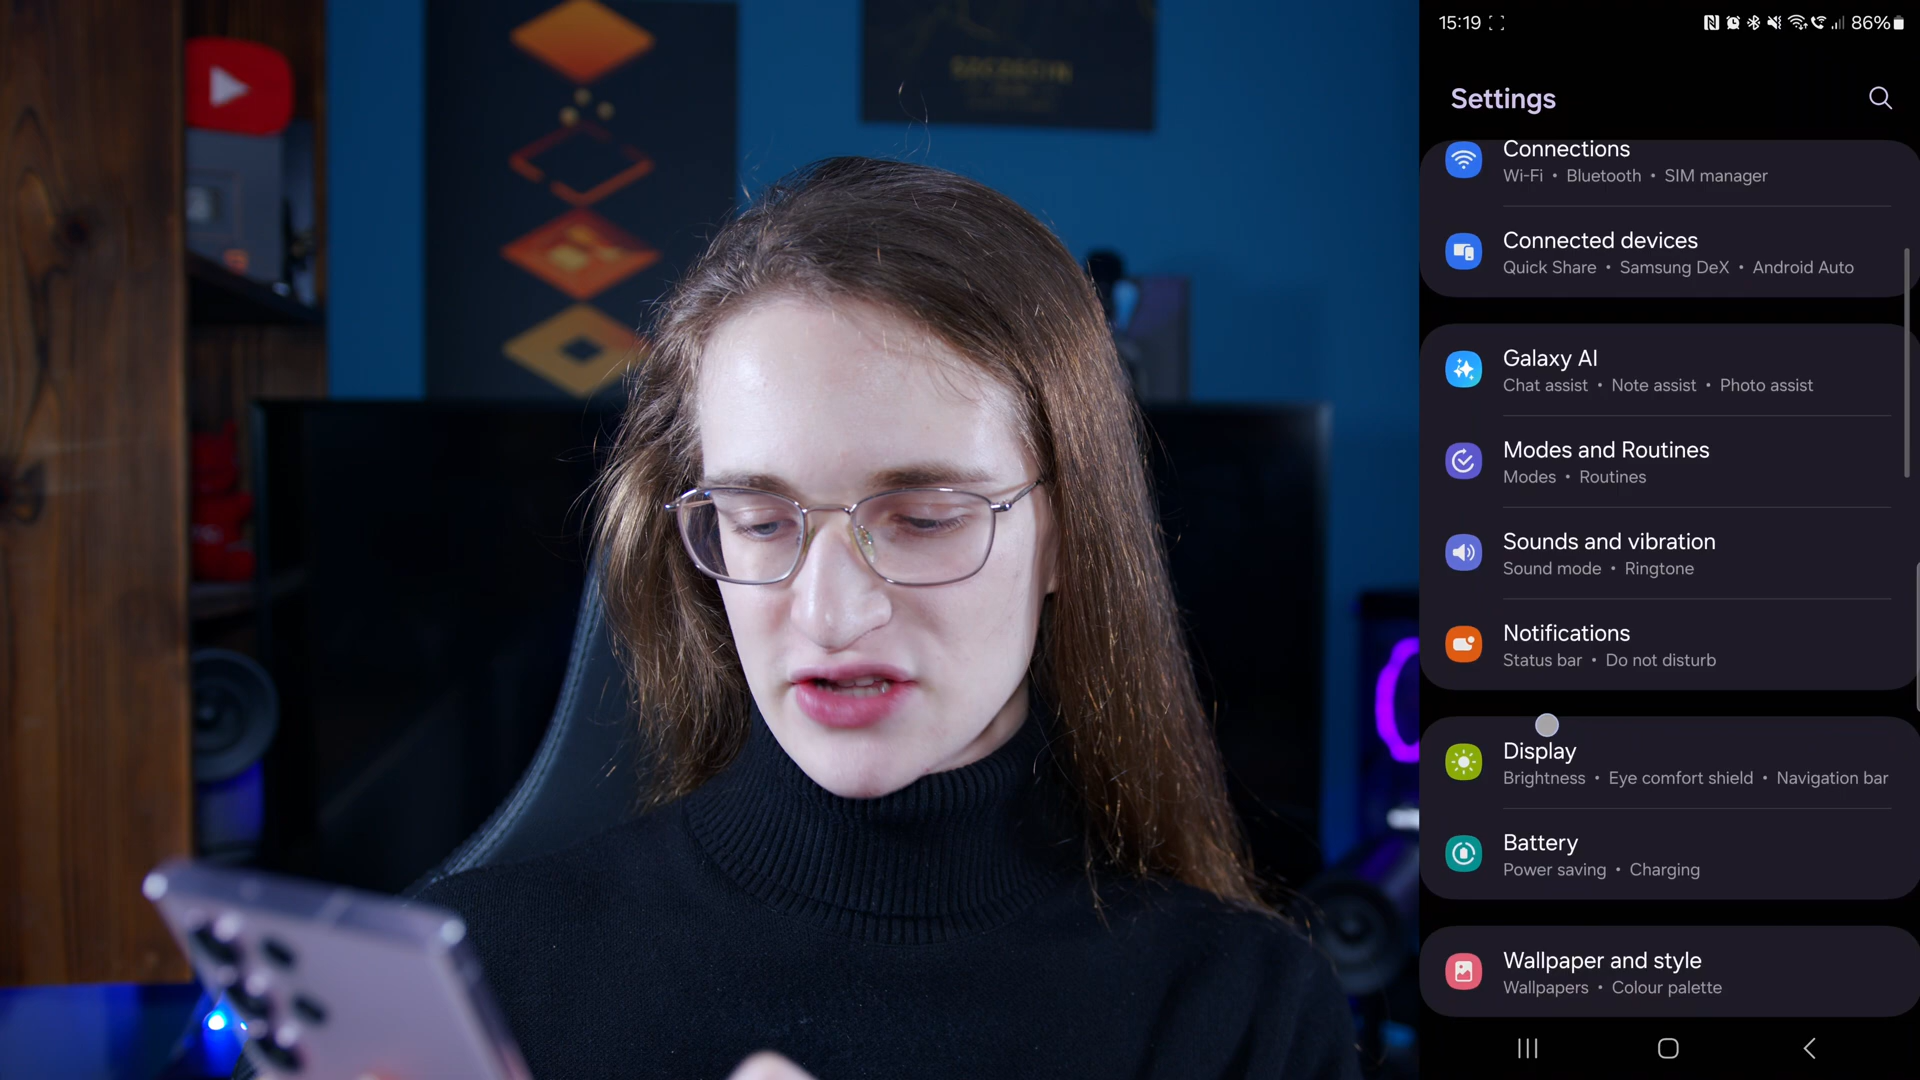 SZCZECIN
15:19
86%
Settings
Connections
Wi-Fi • Bluetooth • SIM manager
Connected devices
Quick Share • Samsung DeX • Android Auto
Galaxy AI
Chat assist • Note assist • Photo assist
Modes and Routines
Modes • Routines
Sounds and vibration
Sound mode • Ringtone
Notifications
Status bar • Do not disturb
Display
Brightness • Eye comfort shield • Navigation bar
Battery
Power saving • Charging
Wallpaper and style
Wallpapers • Colour palette